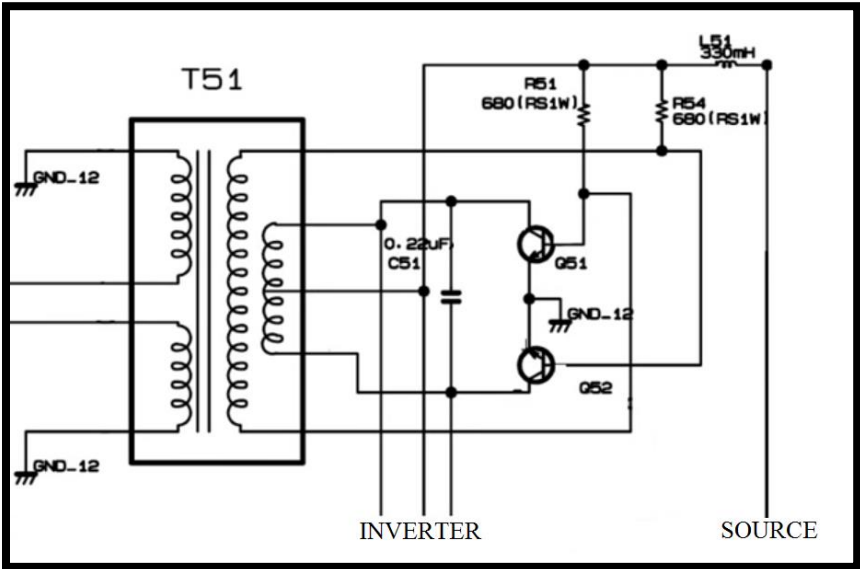 L51
330mH
T51
R51
680(RS1W)
R54
680(RS1W)
GND_12
0.22uF
C51
Q51
GND_12
Q52
GND_12
INVERTER
SOURCE